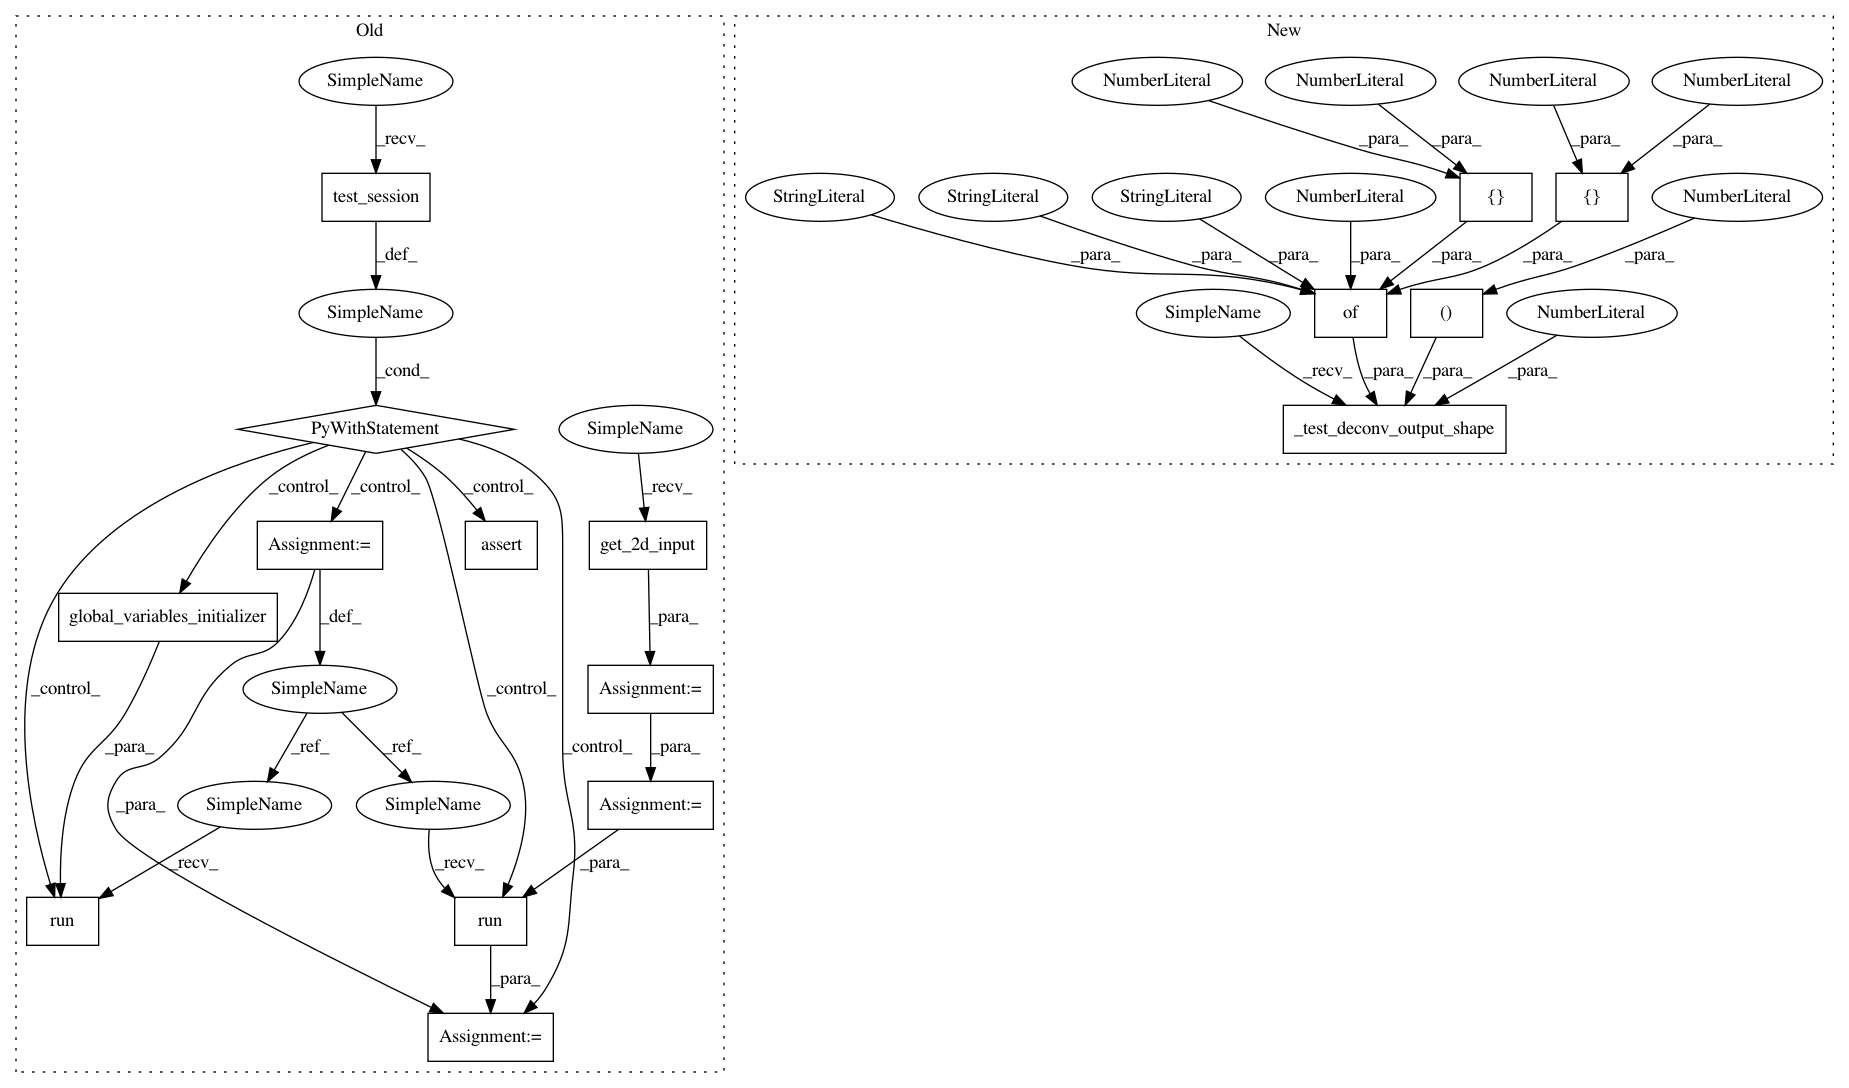 Old
New
SimpleName
NumberLiteral
NumberLiteral
NumberLiteral
NumberLiteral
_recv_
_para_
_para_
_para_
_para_
test_session
StringLiteral
StringLiteral
StringLiteral
NumberLiteral
{}
{}
NumberLiteral
_def_
_para_
_para_
_para_
_para_
_para_
_para_
_para_
SimpleName
SimpleName
of
()
NumberLiteral
_cond_
_recv_
_para_
_para_
_para_
PyWithStatement
SimpleName
_test_deconv_output_shape
_control_
_control_
_control_
_recv_
Assignment:=
assert
get_2d_input
global_variables_initializer
_def_
_para_
_control_
SimpleName
_control_
Assignment:=
_para_
_ref_
_ref_
_control_
_para_
_para_
SimpleName
SimpleName
Assignment:=
_recv_
_recv_
_para_
run
run
_para_
Assignment:=